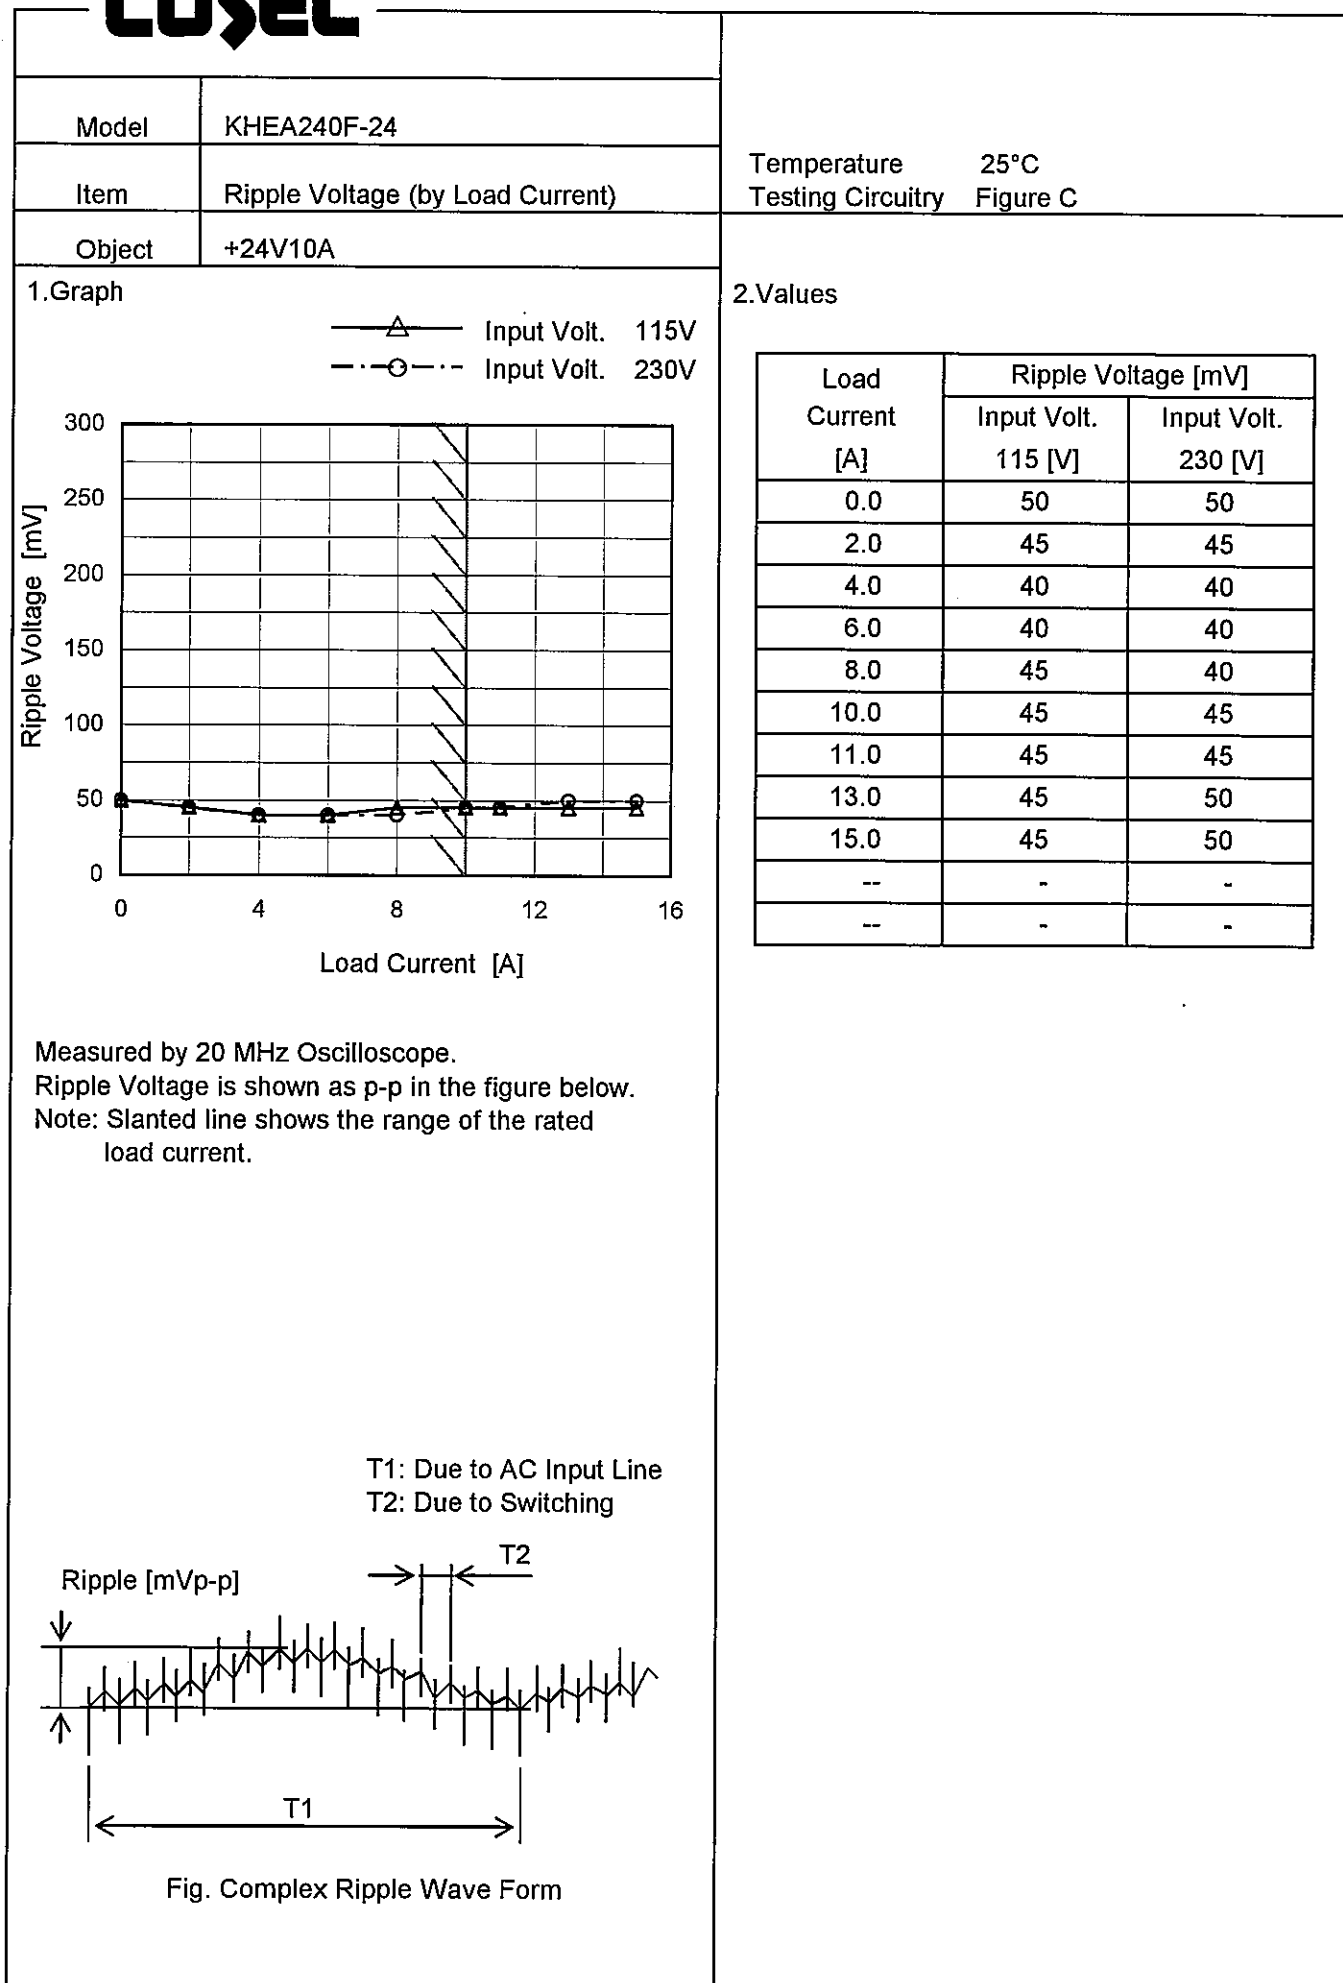 COSEL
Model KHEA240F-24
Item Ripple Voltage (by Load Current)
Object +24V10A
Temperature 25°C
Testing Circuitry Figure C
1.Graph
Input Volt. 115V
Input Volt. 230V
Ripple Voltage [mV]
300
250
200
150
100
50
0
0 4 8 12 16
Load Current [A]
Measured by 20 MHz Oscilloscope.
Ripple Voltage is shown as p-p in the figure below.
Note: Slanted line shows the range of the rated
load current.
T1: Due to AC Input Line
T2: Due to Switching
T2
Ripple [mVp-p]
T1
Fig. Complex Ripple Wave Form
2.Values
Load Ripple Voltage [mV]
Current Input Volt. Input Volt.
[A] 115 [V] 230 [V]
0.0 50 50
2.0 45 45
4.0 40 40
6.0 40 40
8.0 45 40
10.0 45 45
11.0 45 45
13.0 45 50
15.0 45 50
-- - -
-- - -